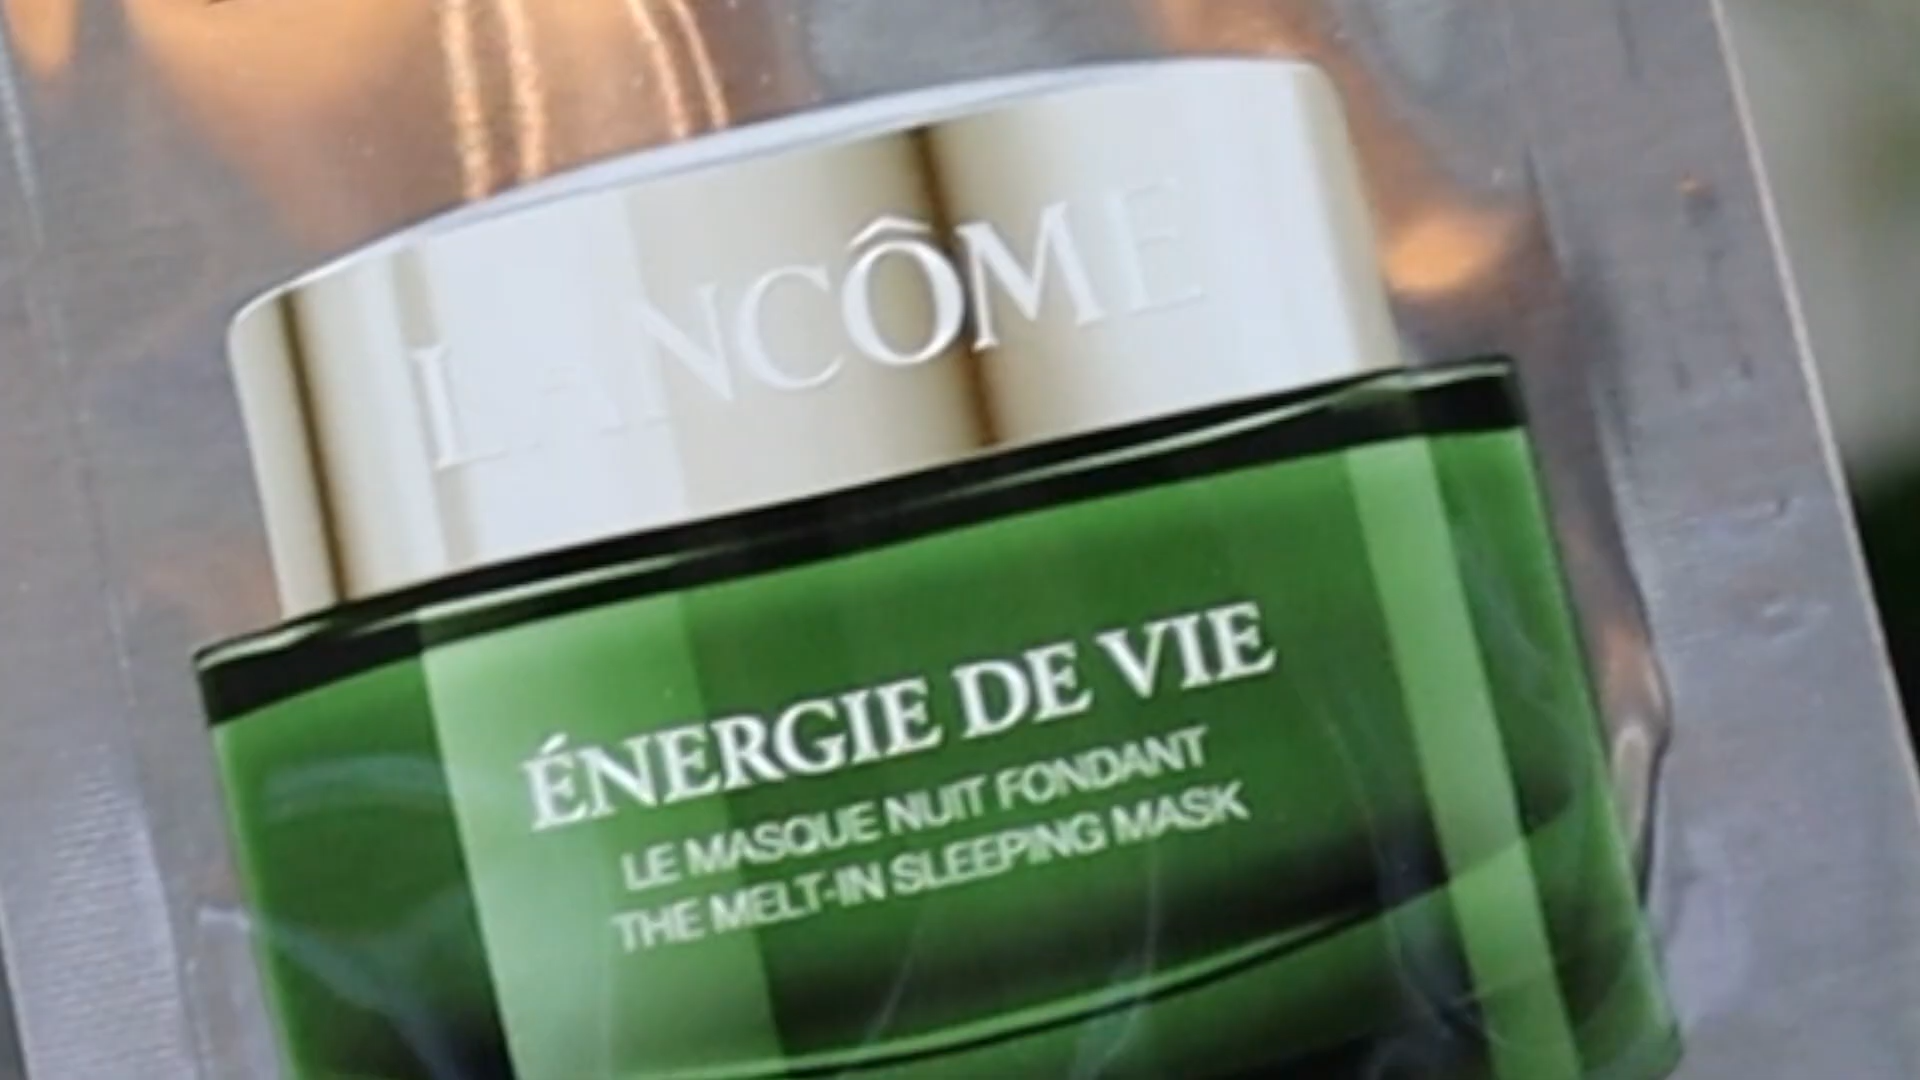 LANCÔME
ÉNERGIE DE VIE
LE MASQUE NUIT FONDANT
THE MELT-IN SLEEPING MASK